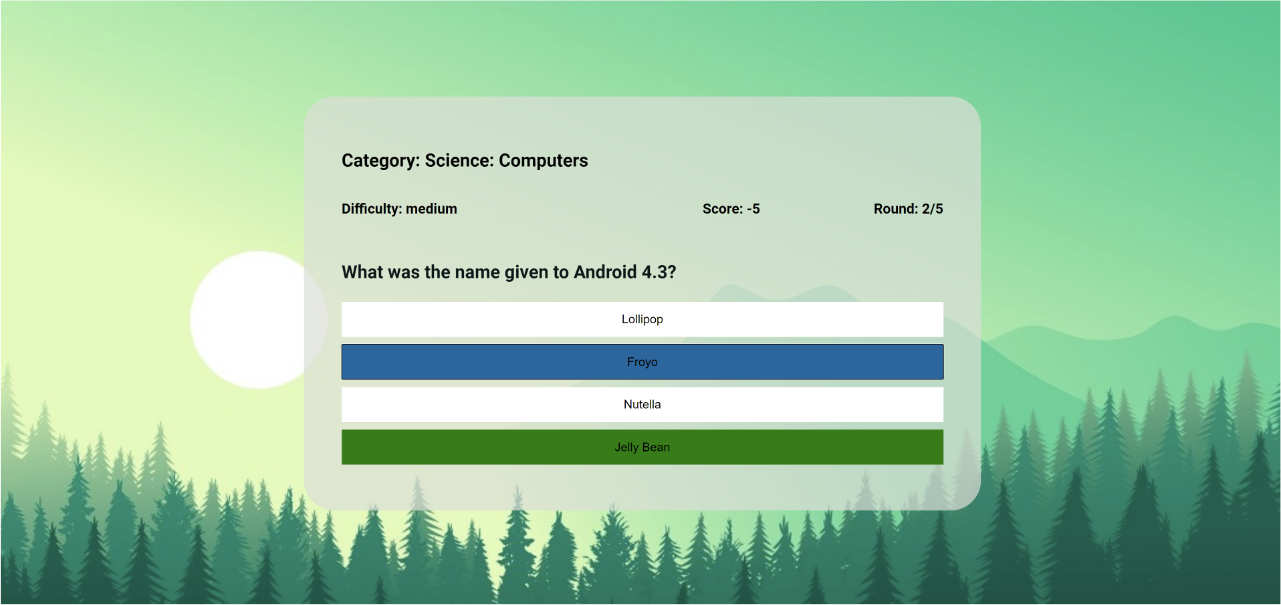 Category: Science: Computers
Difficulty: medium Score: -5 Round: 2/5
What was the name given to Android 4.3?
Lollipop
Froyo
Nutella
Jelly Bean